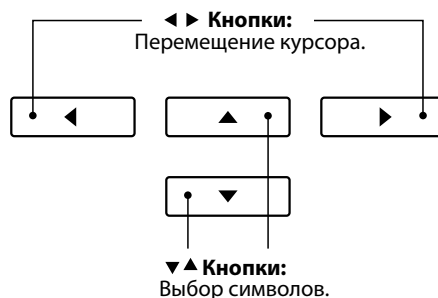 ◀ ▶ Кнопки:
Перемещение курсора.
▼▲ Кнопки:
Выбор символов.